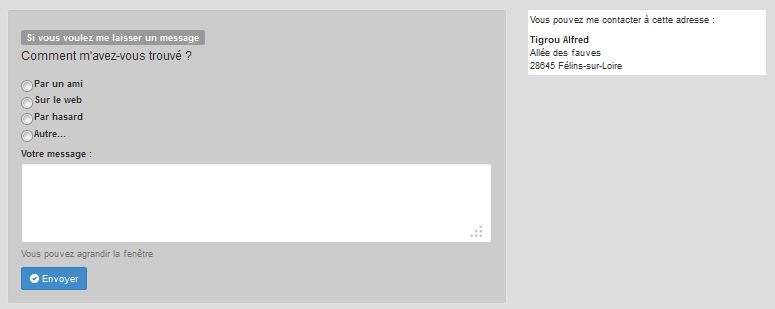 Si vous voulez me laisser un message
Comment m'avez-vous trouvé ?
Par un ami
Sur le web
Par hasard
Autre...
Votre message :
Vous pouvez agrandir la fenêtre
Envoyer
Vous pouvez me contacter à cette adresse :
Tigrou Alfred
Allée des fauves
28645 Félins-sur-Loire